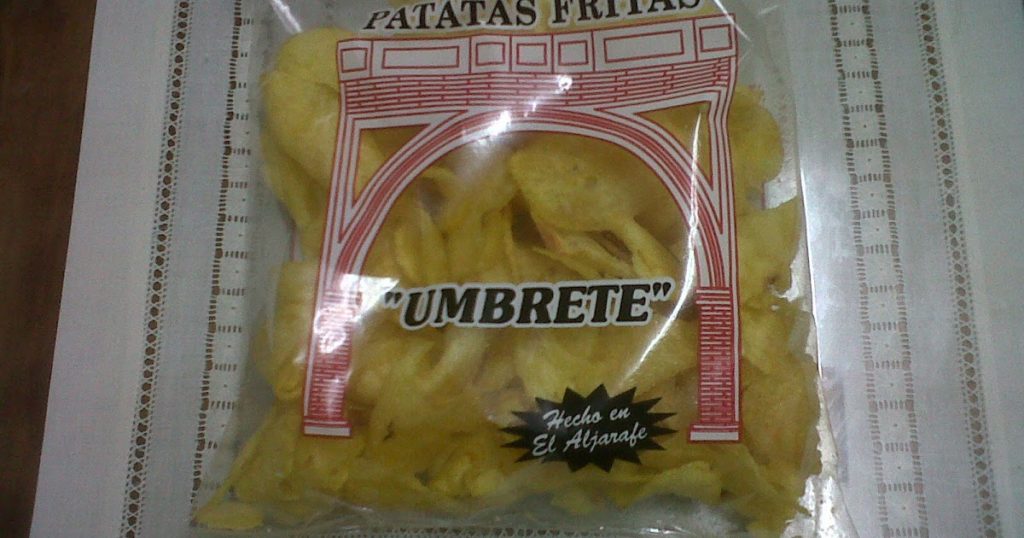 PATATAS FRITAS
"UMBRETE"
Hecho en
El Aljarafe